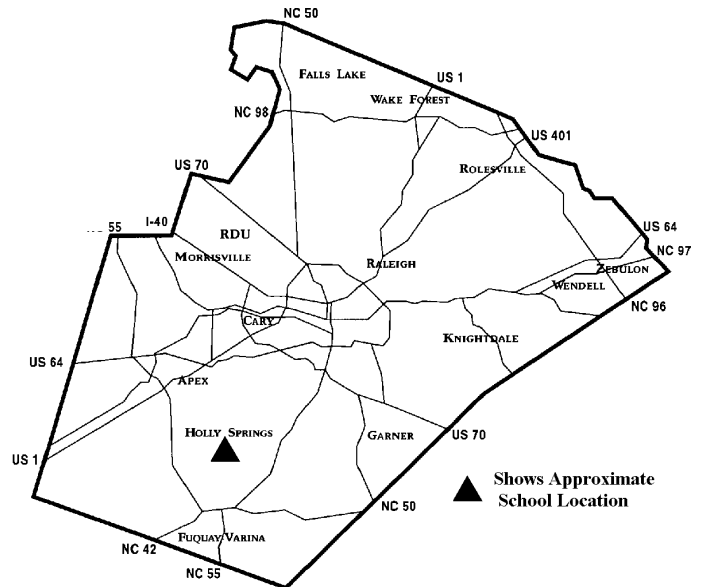 NC 50
FALLS LAKE
US 1
WAKE FOREST
NC 98
US 401
US 70
ROLESVILLE
55
I-40
RDU
US 64
MORRISVILLE
NC 97
RALEIGH
ZEBULON
WENDELL
NC 96
CARY
KNIGHTDALE
US 64
APEX
HOLLY SPRINGS
GARNER
US 70
US 1
Shows Approximate
School Location
NC 50
FUQUAY VARINA
NC 42
NC 55